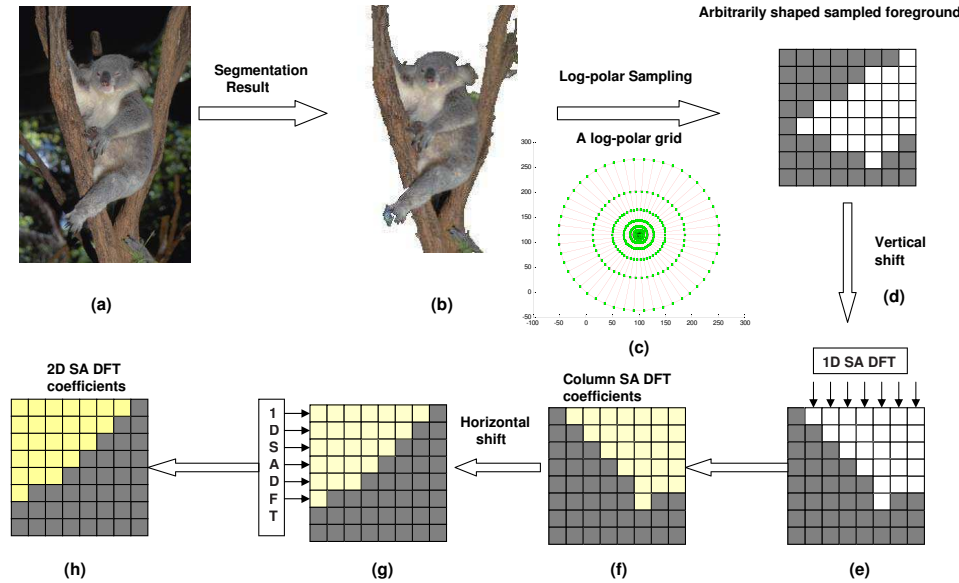 Arbitrarily shaped sampled foreground
Segmentation
Result
Log-polar Sampling
A log-polar grid
300
250
200
150
100
50
0
-50
-100 -50 0 50 100 150 200 250 300
Vertical
shift
(a)
(b)
(c)
(d)
2D SA DFT
coefficients
1
D
S
A
D
F
T
Horizontal
shift
Column SA DFT
coefficients
1D SA DFT
(h)
(g)
(f)
(e)